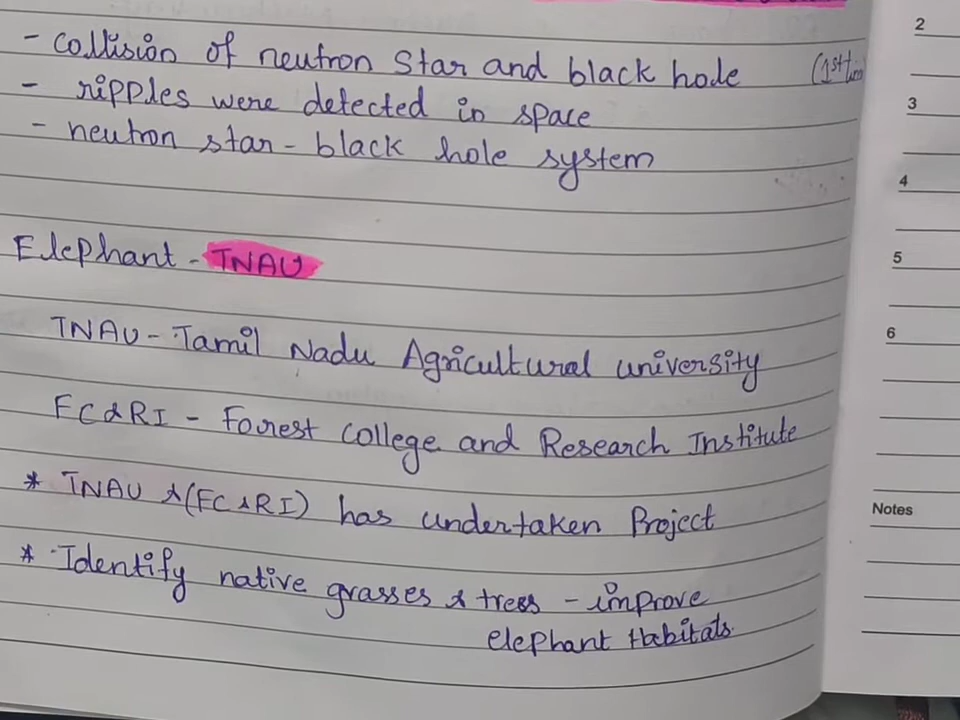 - Collision of neutron Star and black hode
- ripples were detected in space
- neutron star - black hole system
Elephant - TNAU
TNAU - Tamil Nadu Agricultural university
FC&RI - Forest college and Research Institute
* TNAU &(FC&RI) has undertaken Project
* Identify native grasses & tress - improve
elephant Habitats.
2
3
4
5
6
Notes